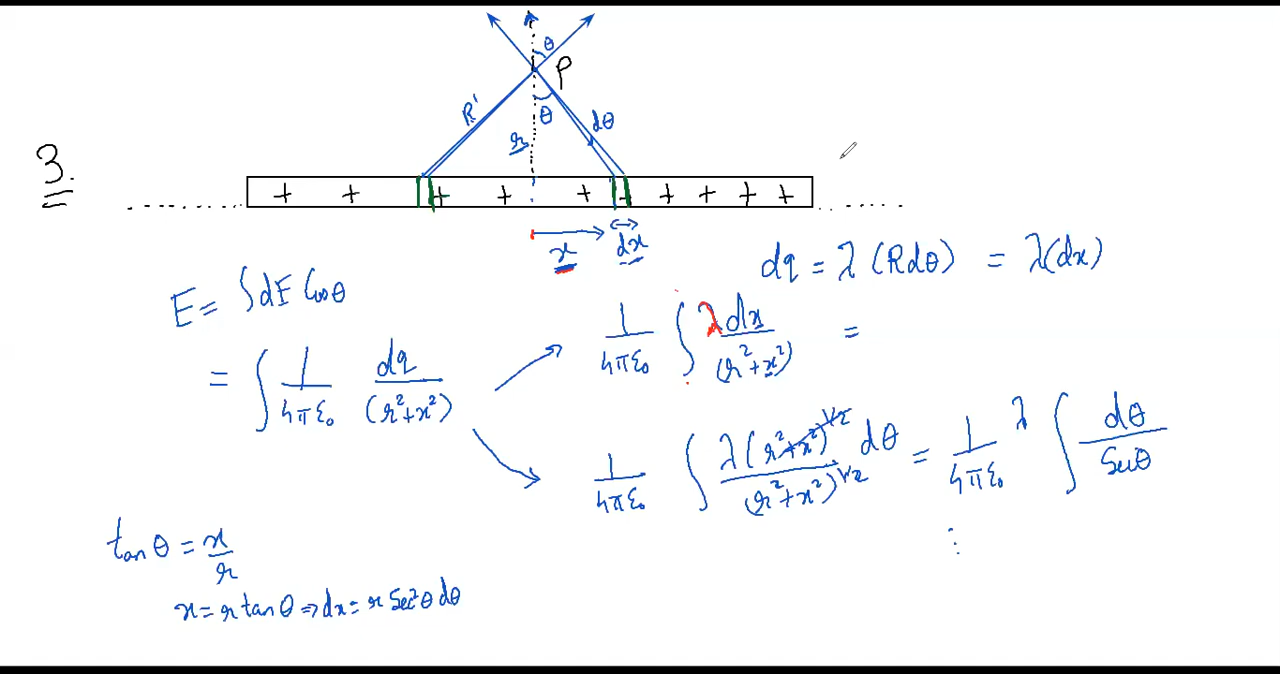 θ
P
R'
θ
dθ
r
3.
+ + + + + + + + +
x
dx
dq = λ (Rdθ) = λ(dx)
E = ∫dE Cosθ
= ∫ 1/4πε₀ dq/(r²+x²)
1/4πε₀ ∫ λdx/(r²+x²) =
1/4πε₀ ∫ λ(r²+x²)^1/2 dθ/(r²+x²)^1/2 = 1/4πε₀ λ ∫ dθ/Secθ
⋮
tanθ = x/r
x = r tanθ ⇒ dx = r Sec²θ dθ